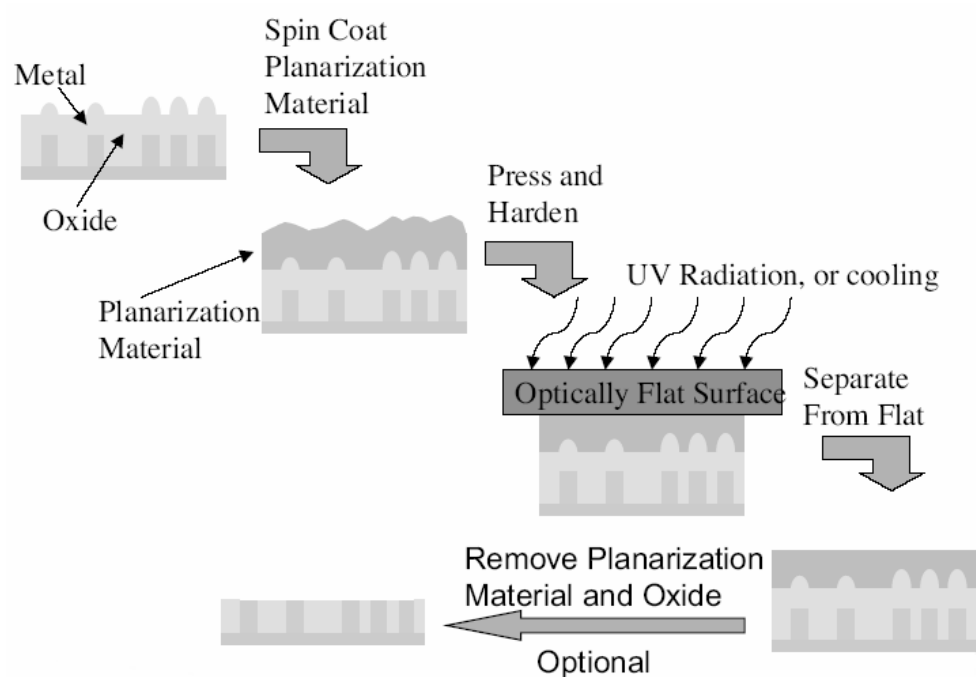 Spin Coat
Planarization
Material
Metal
Oxide
Press and
Harden
Planarization
Material
UV Radiation, or cooling
Optically Flat Surface
Separate
From Flat
Remove Planarization
Material and Oxide
Optional